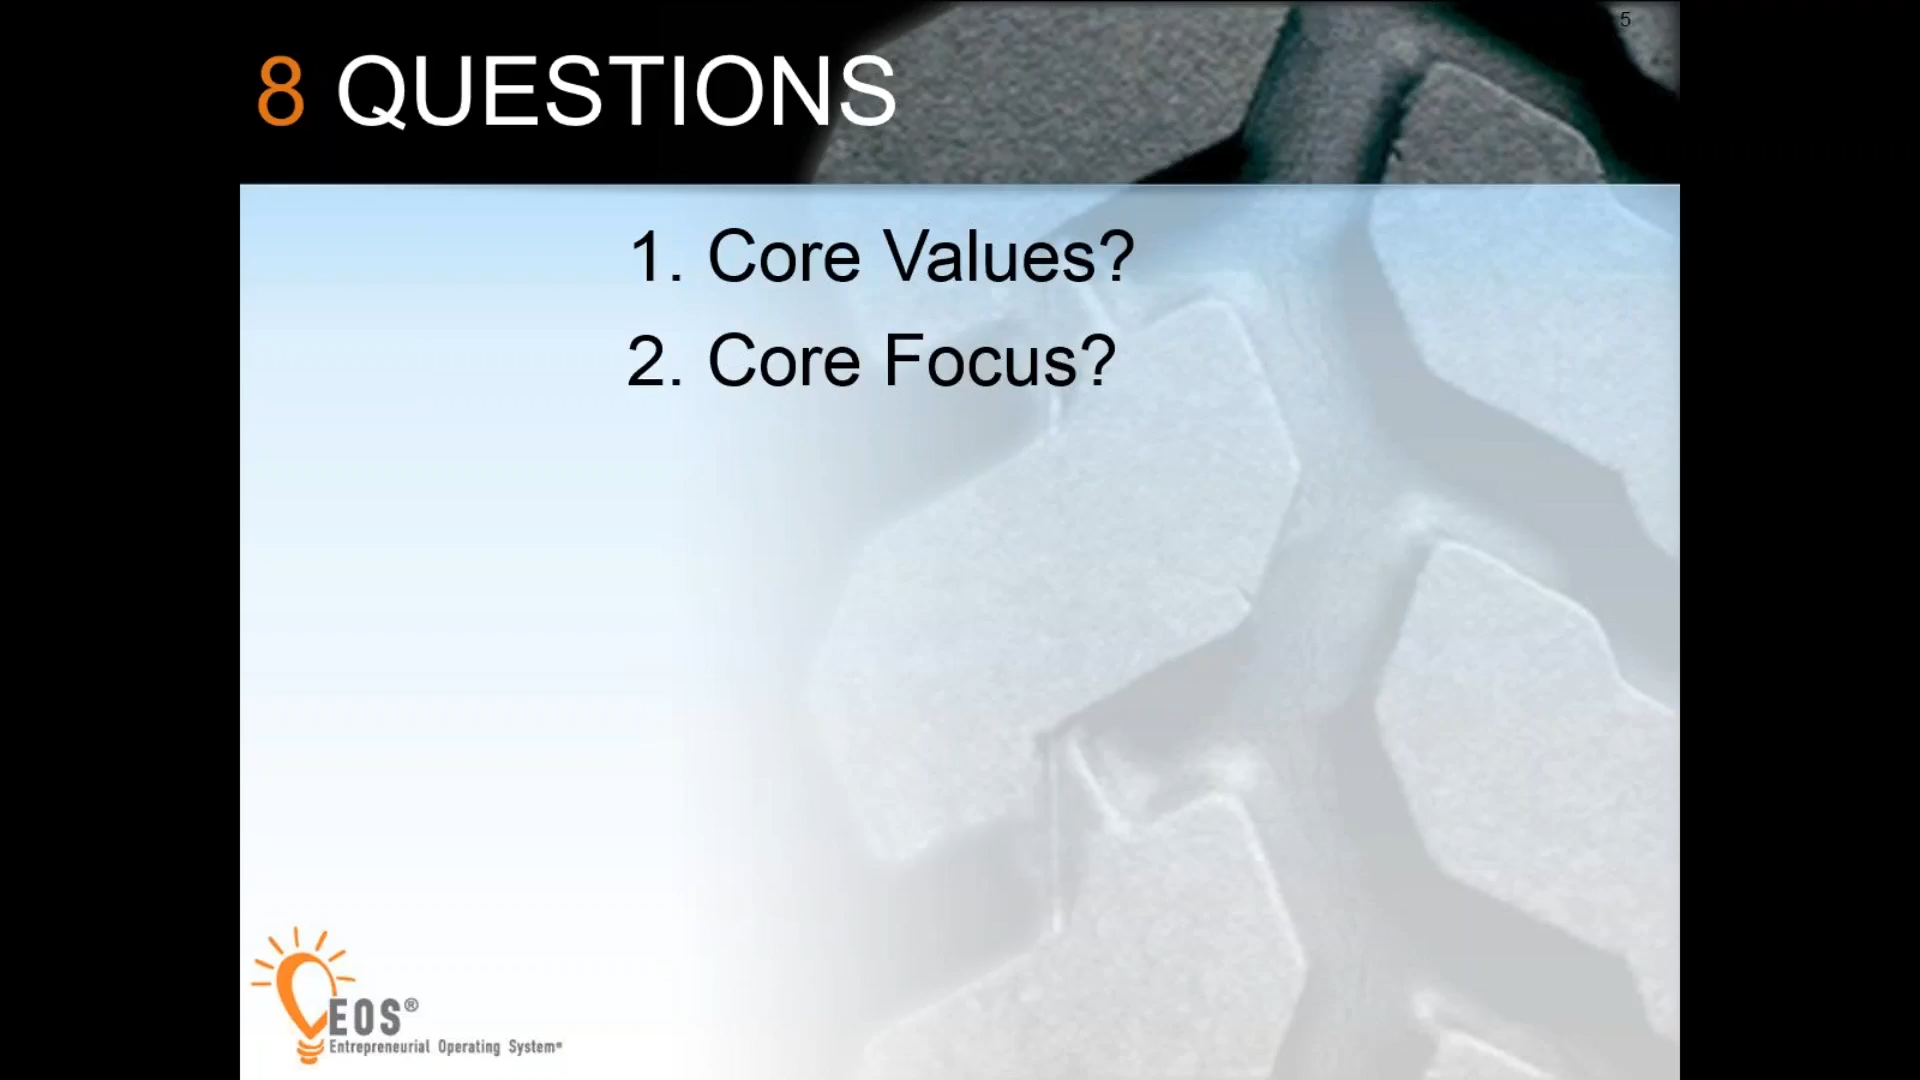 5
8 QUESTIONS
1. Core Values?
2. Core Focus?
EOS®
Entrepreneurial Operating System®